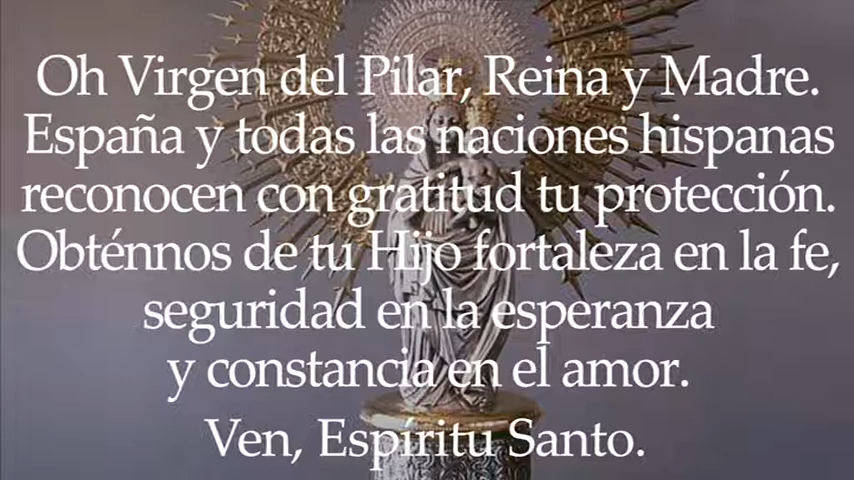 Oh Virgen del Pilar, Reina y Madre.
España y todas las naciones hispanas
reconocen con gratitud tu protección.
Obténnos de tu Hijo fortaleza en la fe,
seguridad en la esperanza
y constancia en el amor.
Ven, Espíritu Santo.